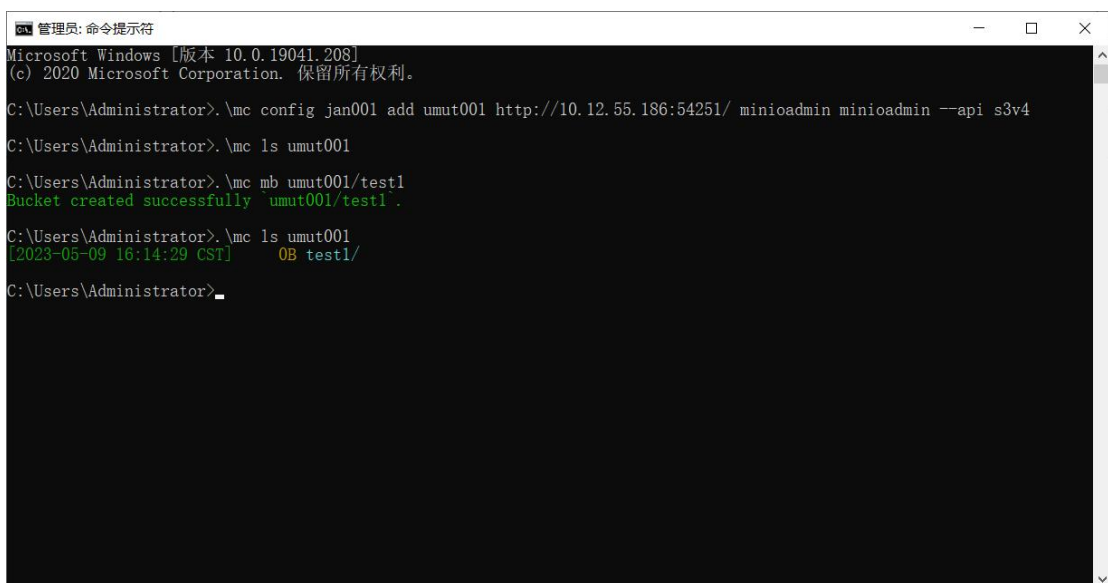 管理员: 命令提示符
Microsoft Windows [版本 10.0.19041.208]
(c) 2020 Microsoft Corporation. 保留所有权利。
C:\Users\Administrator>.\mc config jan001 add umut001 http://10.12.55.186:54251/ minioadmin minioadmin --api s3v4
C:\Users\Administrator>.\mc ls umut001
C:\Users\Administrator>.\mc mb umut001/test1
Bucket created successfully `umut001/test1`.
C:\Users\Administrator>.\mc ls umut001
[2023-05-09 16:14:29 CST]     0B test1/
C:\Users\Administrator>